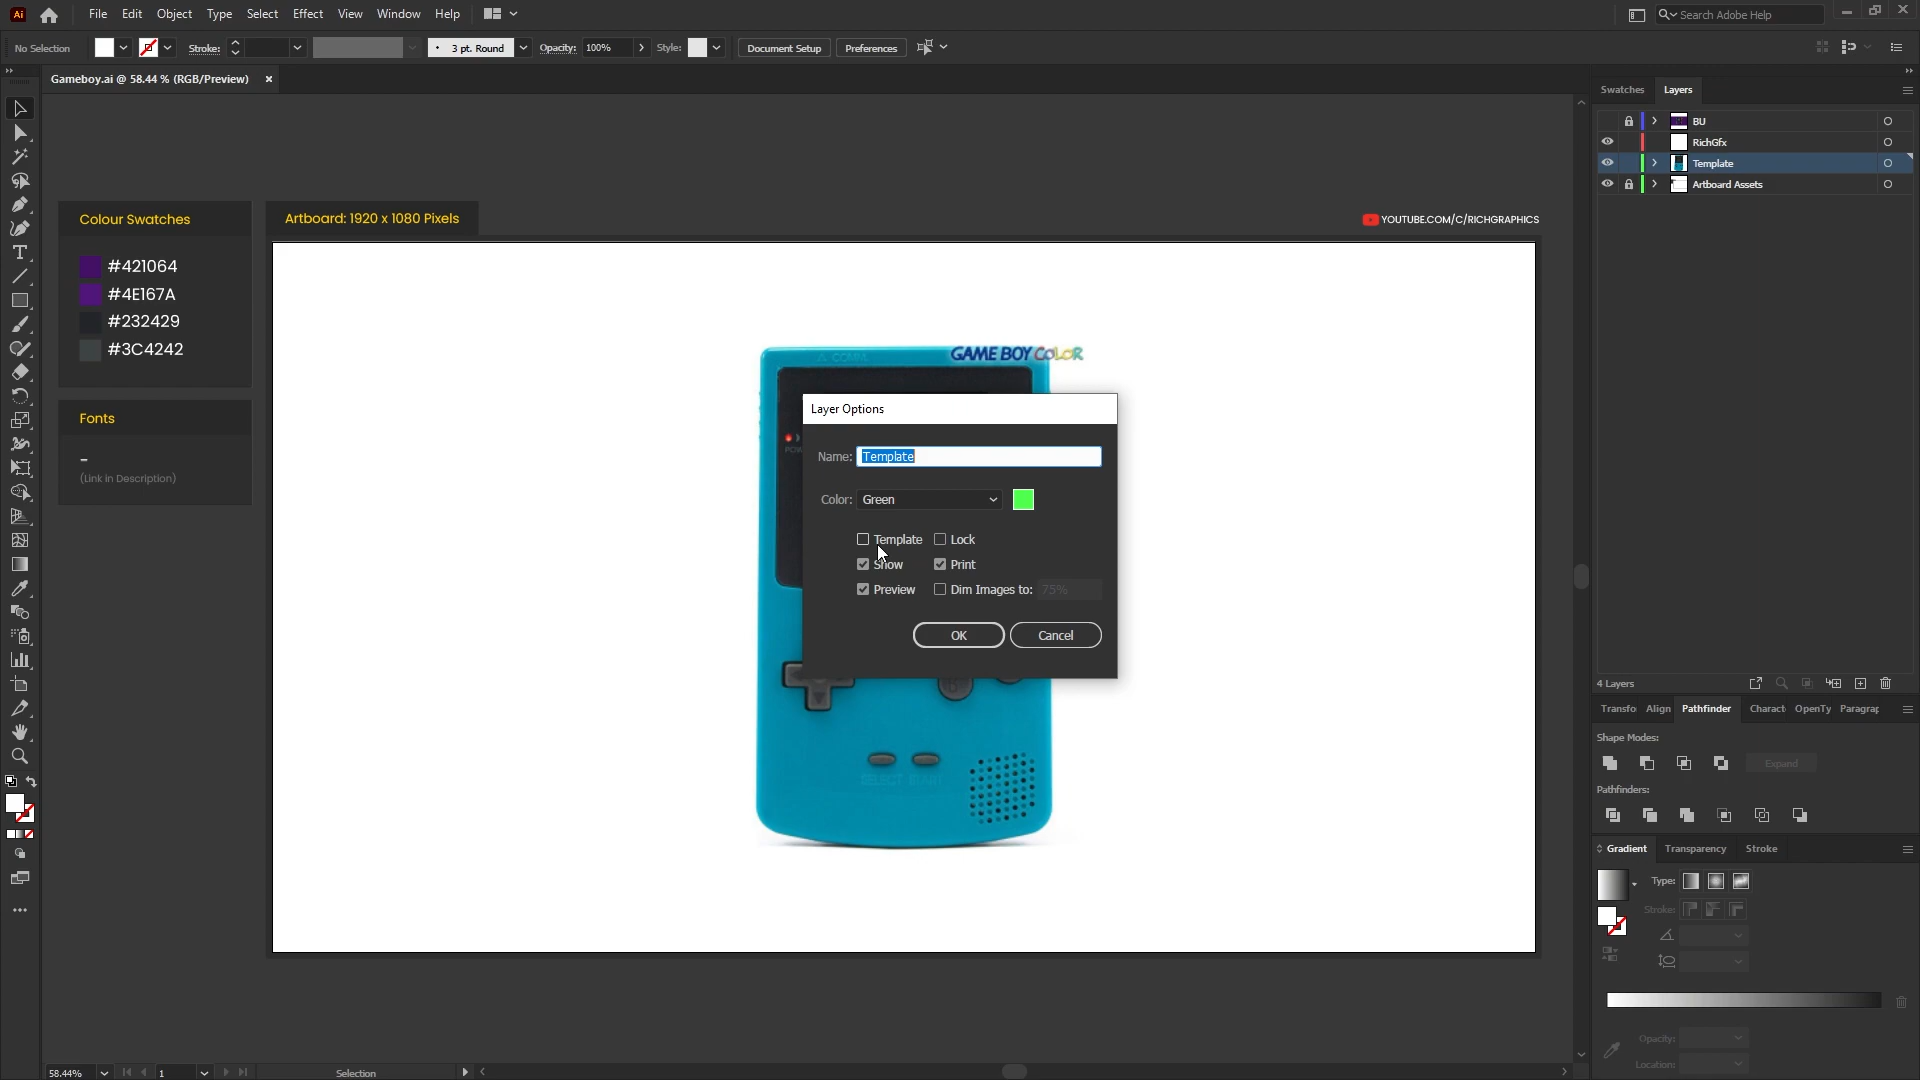 Ai File Edit Object Type Select Effect View Window Help Search Adobe Help
No Selection Stroke: 3 pt. Round Opacity: 100% Style: Document Setup Preferences
Gameboy.ai @ 58.44 % (RGB/Preview)
Swatches Layers
BU
RichGfx
Template
Artboard Assets
Colour Swatches
#421064
#4E167A
#232429
#3C4242
Fonts
-
(Link in Description)
Artboard: 1920 x 1080 Pixels
YOUTUBE.COM/C/RICHGRAPHICS
COMM.
GAME BOY COLOR
SELECT START
B
Layer Options
Name: Template
Color: Green
Template Lock
Show Print
Preview Dim Images to: 75%
OK Cancel
4 Layers
Transfo Align Pathfinder Charact OpenTy Paragrap
Shape Modes:
Expand
Pathfinders:
Gradient Transparency Stroke
Type:
Stroke:
Opacity:
Location:
58.44% 1 Selection